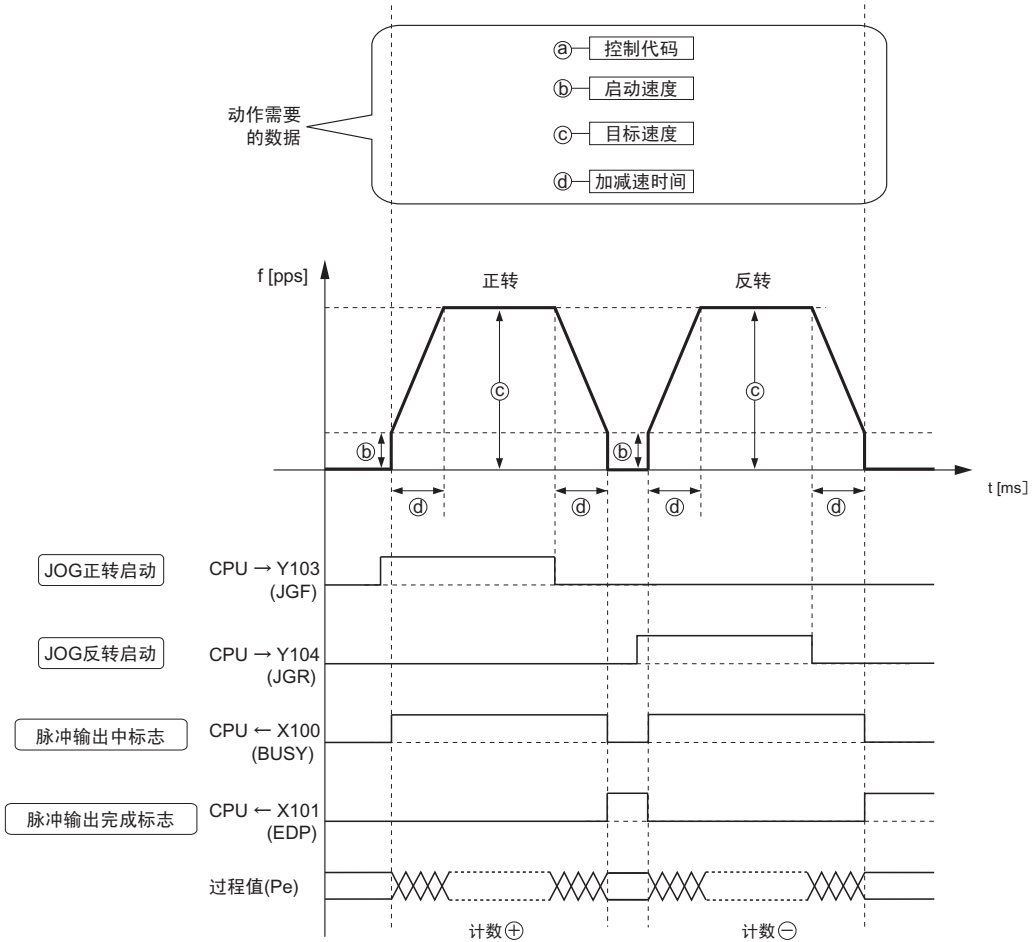 动作需要
的数据
ⓐ 控制代码
ⓑ 启动速度
ⓒ 目标速度
ⓓ 加减速时间
f [pps]
正转
反转
ⓒ
ⓒ
ⓑ
ⓑ
t [ms]
ⓓ
ⓓ
ⓓ
ⓓ
JOG正转启动
CPU → Y103
(JGF)
JOG反转启动
CPU → Y104
(JGR)
脉冲输出中标志
CPU ← X100
(BUSY)
脉冲输出完成标志
CPU ← X101
(EDP)
过程值(Pe)
计数⊕
计数⊖